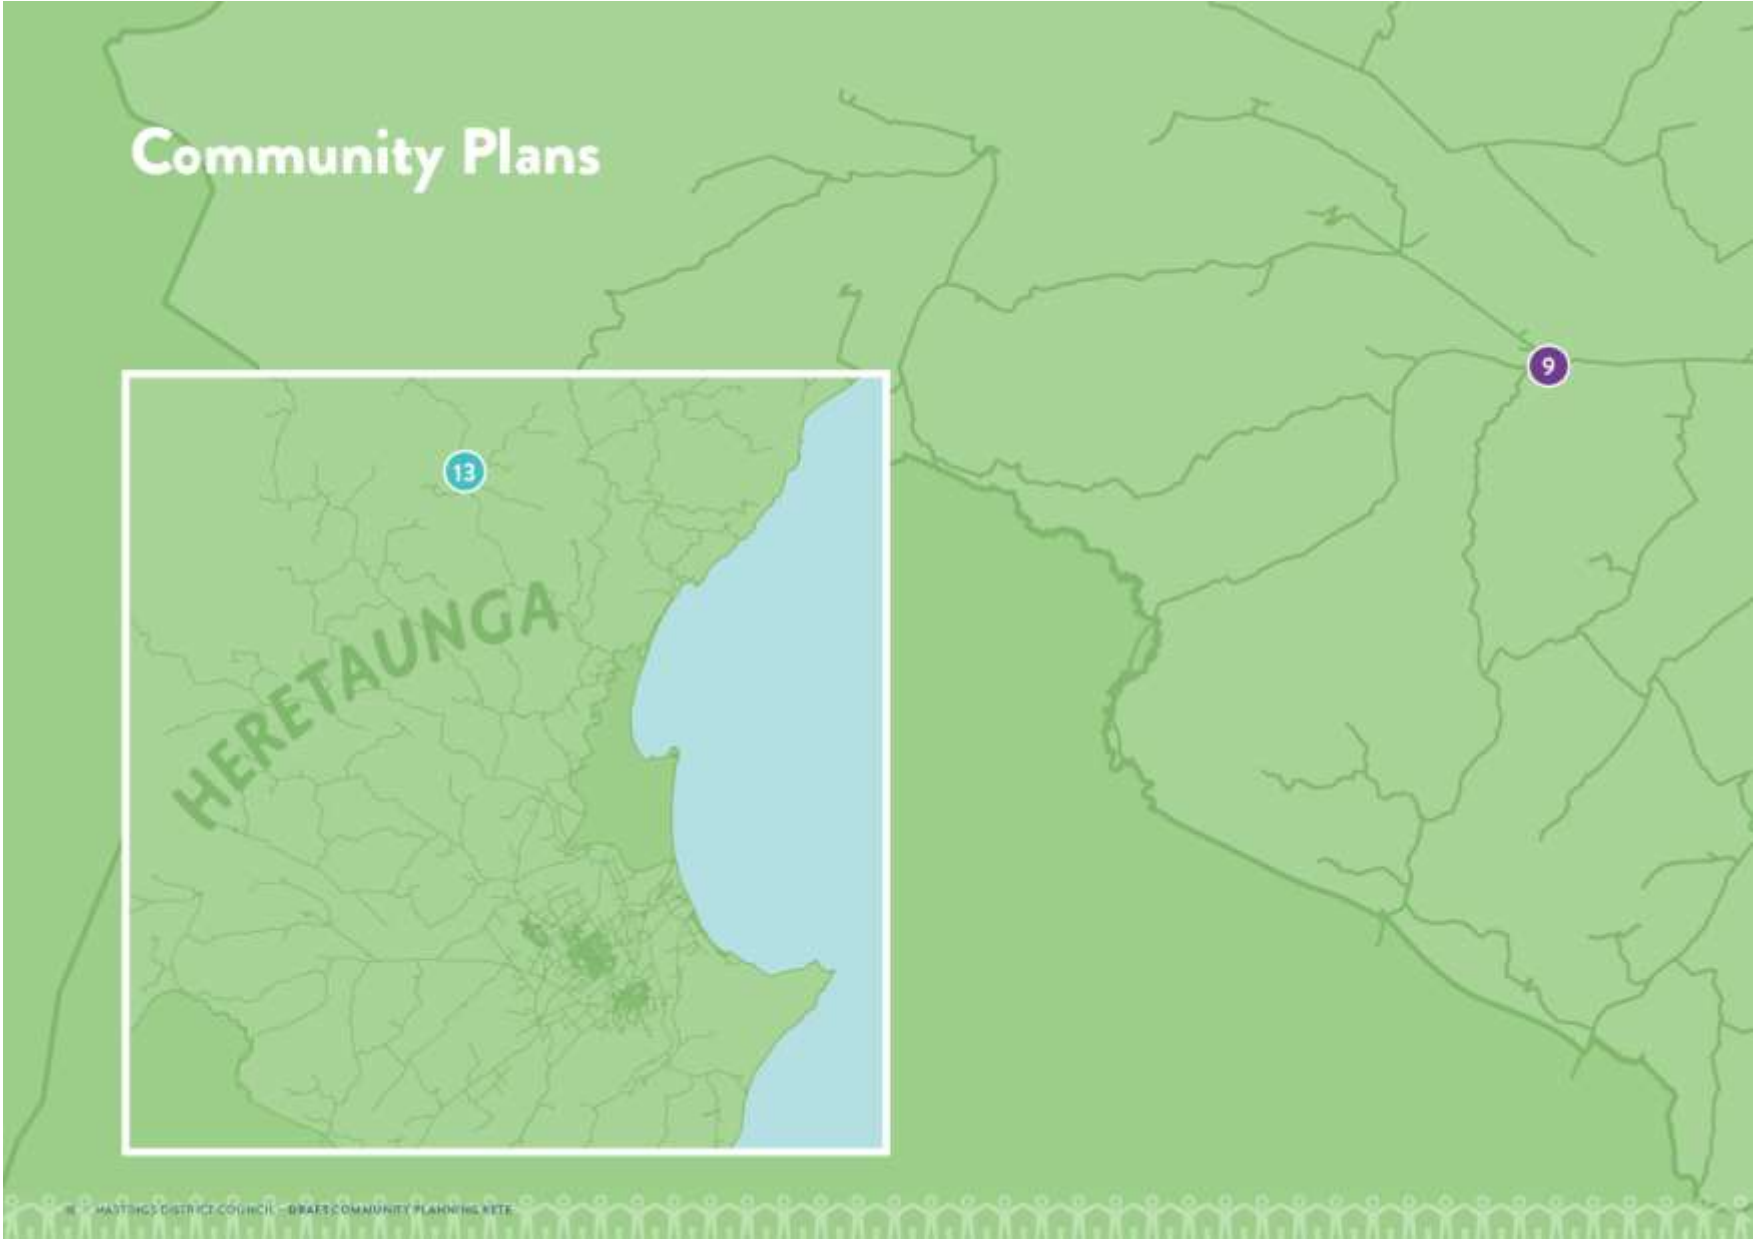 Community Plans
9
13
HERETAUNGA
HASTINGS DISTRICT COUNCIL - DRAFT COMMUNITY PLANNING KETE